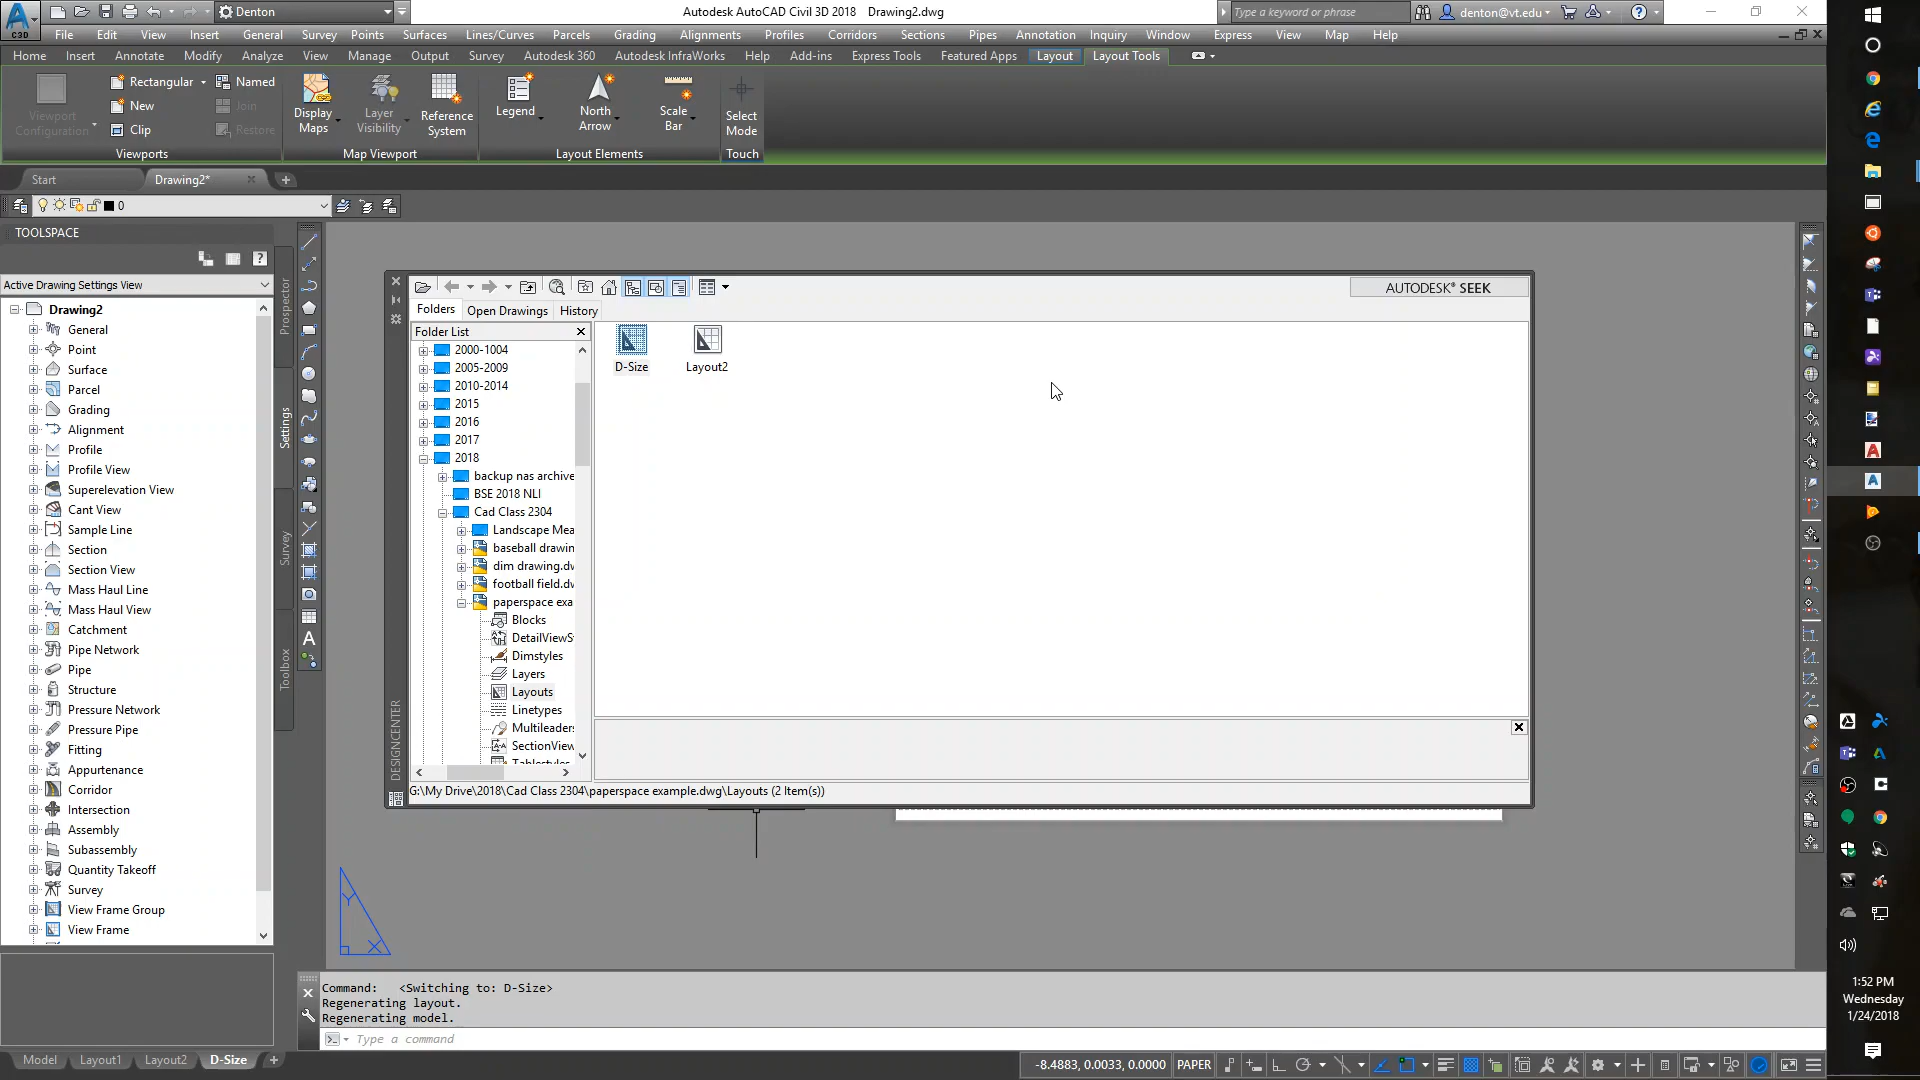 Denton
Autodesk AutoCAD Civil 3D 2018 Drawing2.dwg
Type a keyword or phrase
denton@vt.edu
C3D
File Edit View Insert General Survey Points Surfaces Lines/Curves Parcels Grading Alignments Profiles Corridors Sections Pipes Annotation Inquiry Window Express View Map Help
Home Insert Annotate Modify Analyze View Manage Output Survey Autodesk 360 Autodesk InfraWorks Help Add-ins Express Tools Featured Apps Layout Layout Tools
Viewport
Configuration
Rectangular
New
Clip
Named
Join
Restore
Display
Maps
Layer
Visibility
Reference
System
Legend
North
Arrow
Scale
Bar
Select
Mode
Viewports
Map Viewport
Layout Elements
Touch
Start Drawing2*
0
TOOLSPACE
Active Drawing Settings View
Drawing2
General
Point
Surface
Parcel
Grading
Alignment
Profile
Profile View
Superelevation View
Cant View
Sample Line
Section
Section View
Mass Haul Line
Mass Haul View
Catchment
Pipe Network
Pipe
Structure
Pressure Network
Pressure Pipe
Fitting
Appurtenance
Corridor
Intersection
Assembly
Subassembly
Quantity Takeoff
Survey
View Frame Group
View Frame
Prospector
Settings
Survey
Toolbox
AUTODESK® SEEK
Folders Open Drawings History
Folder List
2000-1004
2005-2009
2010-2014
2015
2016
2017
2018
backup nas archive
BSE 2018 NLI
Cad Class 2304
Landscape Mea
baseball drawin
dim drawing.dw
football field.dw
paperspace exa
Blocks
DetailViewS
Dimstyles
Layers
Layouts
Linetypes
Multileaders
SectionView
Tablestyles
D-Size
Layout2
DESIGNCENTER
G:\My Drive\2018\Cad Class 2304\paperspace example.dwg\Layouts (2 Item(s))
Y
X
Command: <Switching to: D-Size>
Regenerating layout.
Regenerating model.
Type a command
Model Layout1 Layout2 D-Size +
-8.4883, 0.0033, 0.0000 PAPER
1:52 PM
Wednesday
1/24/2018